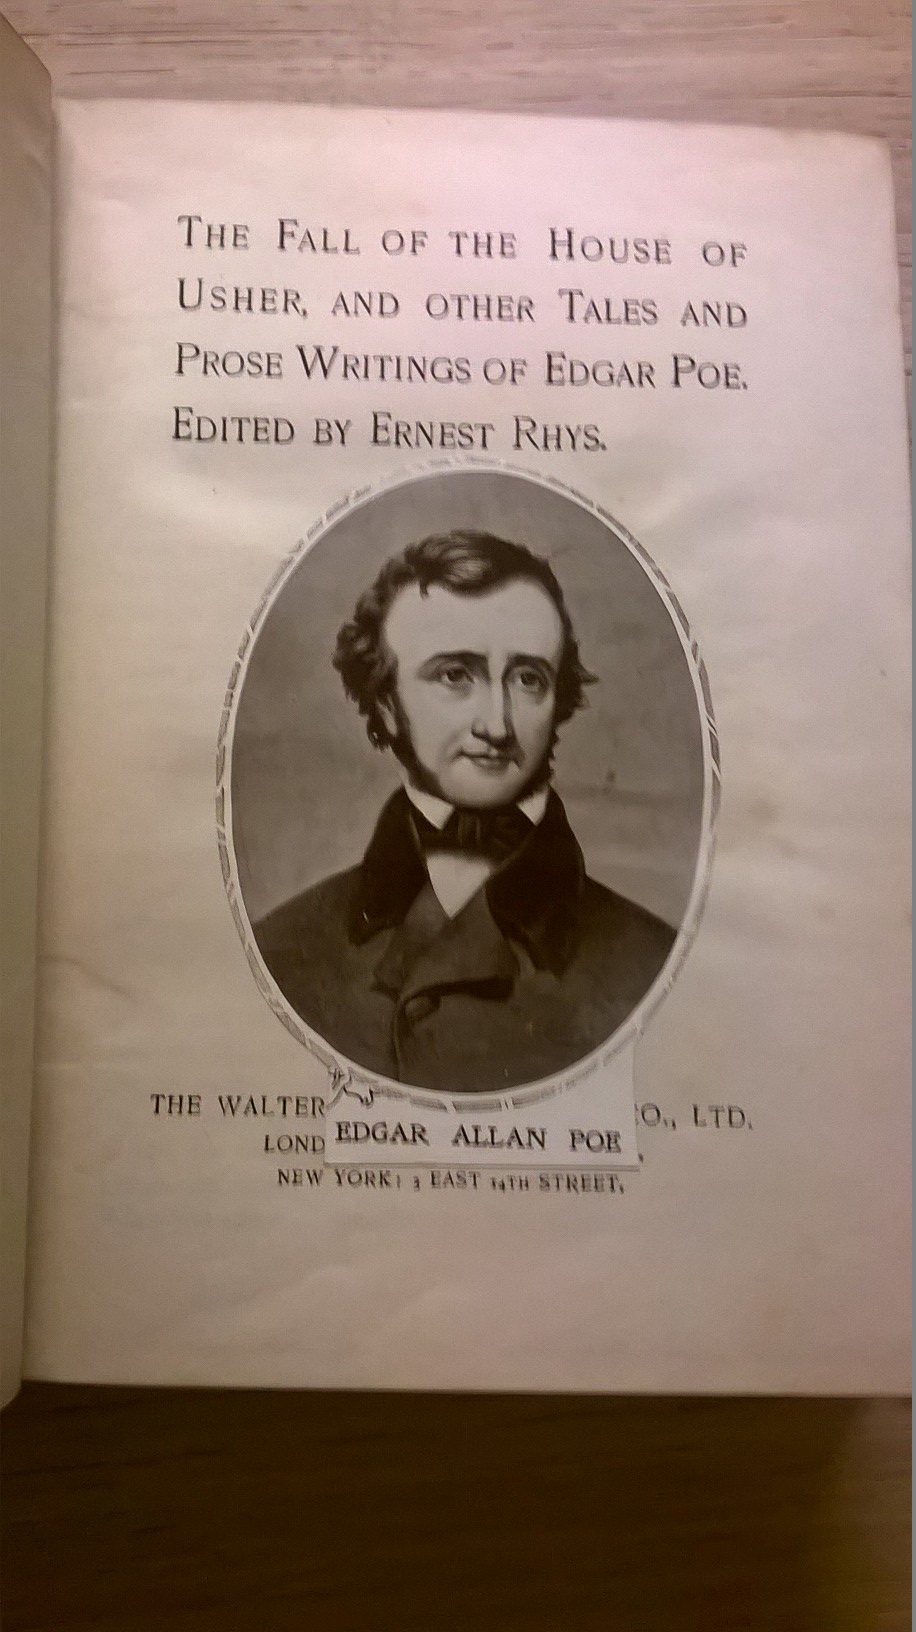 THE FALL OF THE HOUSE OF
USHER, AND OTHER TALES AND
PROSE WRITINGS OF EDGAR POE.
EDITED BY ERNEST RHYS.
THE WALTER CO., LTD.
LOND
EDGAR ALLAN POE
NEW YORK: 3 EAST 14TH STREET.